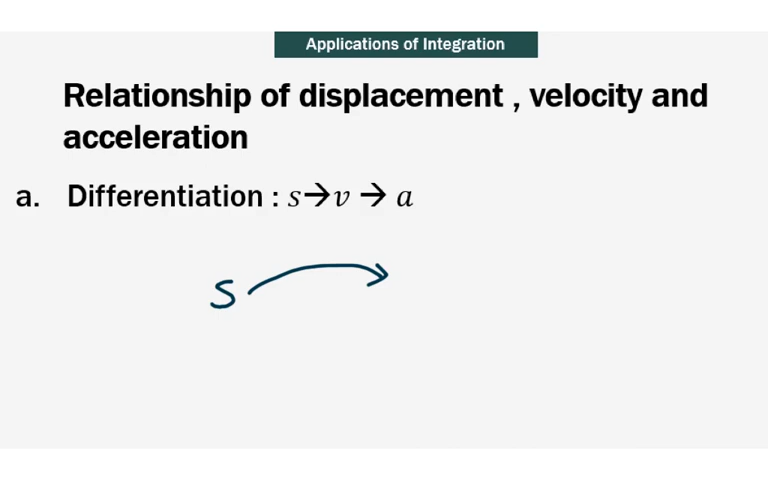 Applications of Integration
Relationship of displacement , velocity and
acceleration
a. Differentiation : s→v → a
s